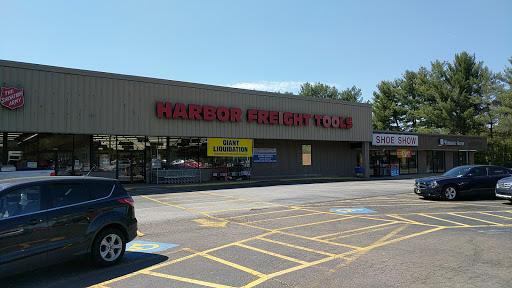 THE
SALVATION
ARMY
HARBOR FREIGHT TOOLS
GIANT
LIQUIDATION
SHOE SHOW